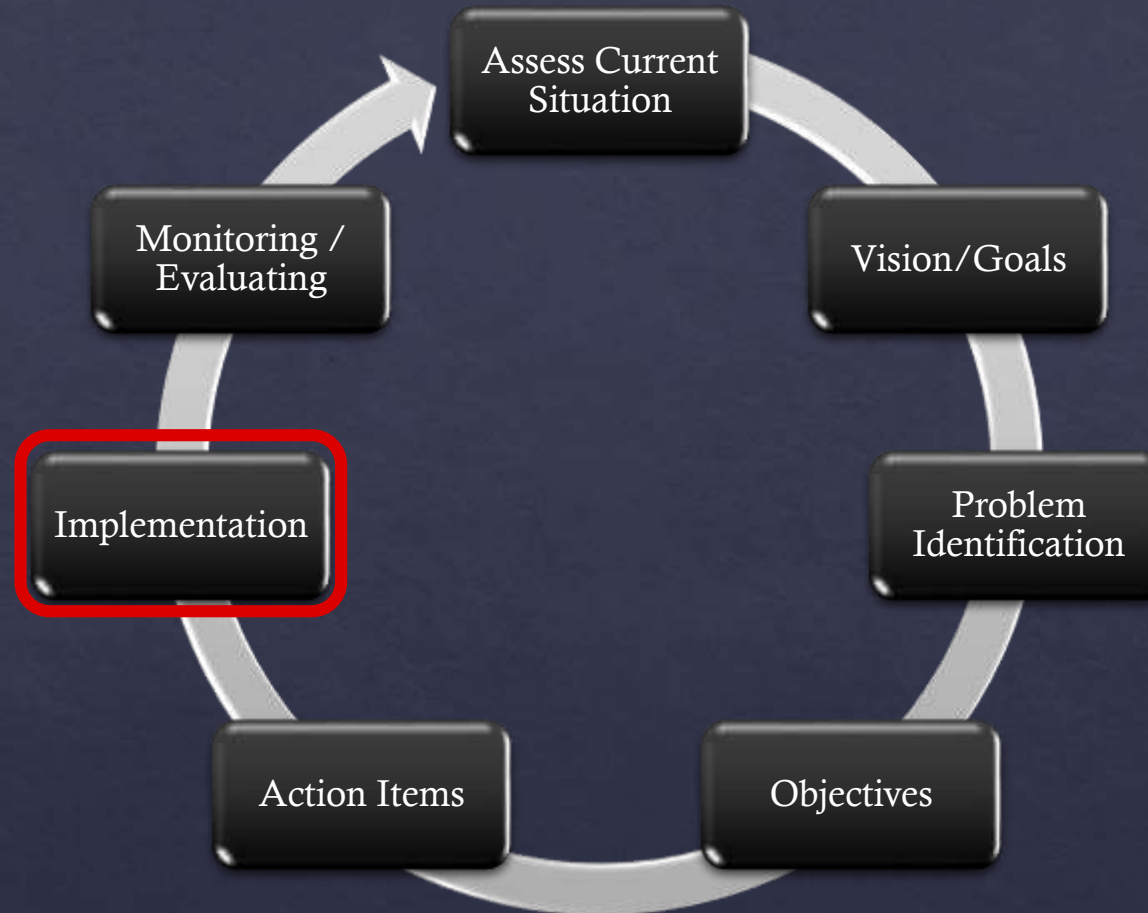 Assess Current
Situation
Vision/Goals
Problem
Identification
Objectives
Action Items
Implementation
Monitoring /
Evaluating